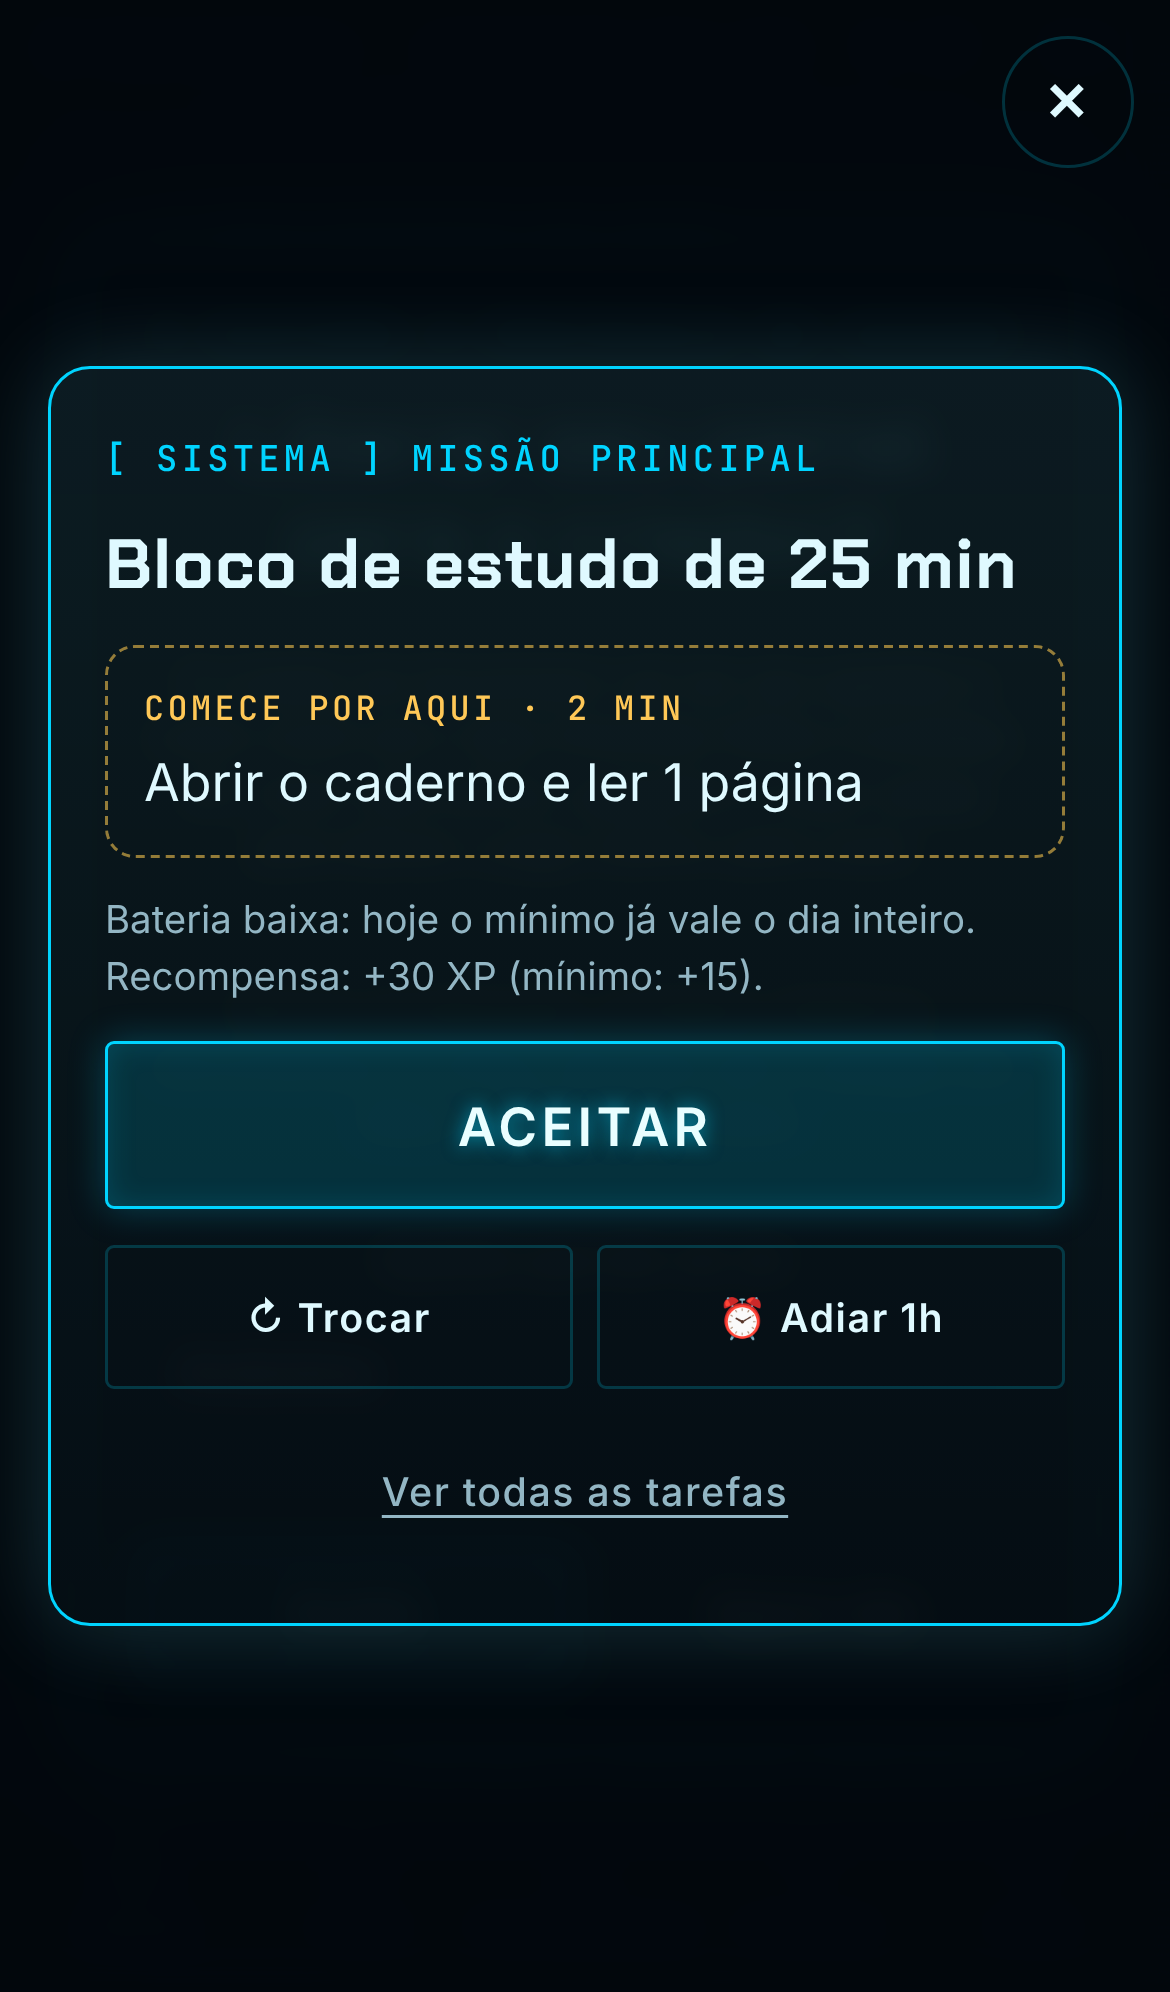 ✕
[ SISTEMA ] MISSÃO PRINCIPAL
Bloco de estudo de 25 min
COMECE POR AQUI · 2 MIN
Abrir o caderno e ler 1 página
Bateria baixa: hoje o mínimo já vale o dia inteiro.
Recompensa: +30 XP (mínimo: +15).
ACEITAR
↻ Trocar
⏰ Adiar 1h
Ver todas as tarefas